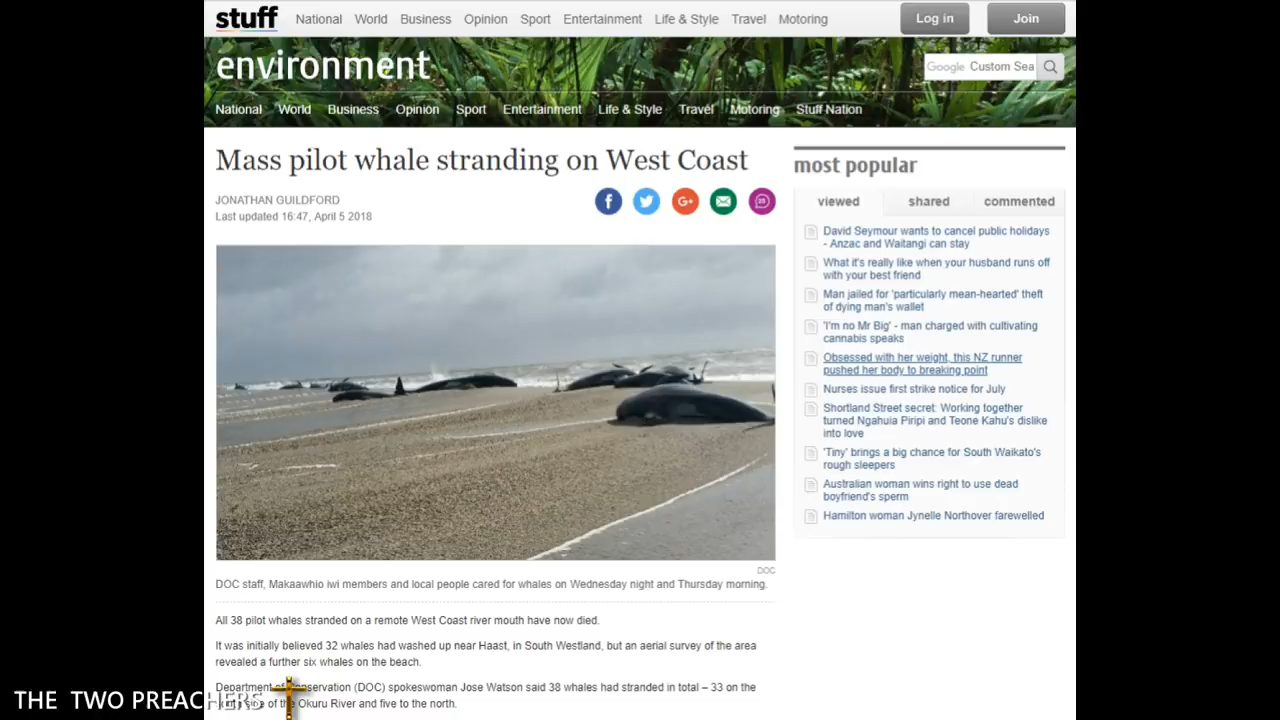 stuff
National World Business Opinion Sport Entertainment Life & Style Travel Motoring
Log in Join
environment
Google Custom Sea
National World Business Opinion Sport Entertainment Life & Style Travel Motoring Stuff Nation
Mass pilot whale stranding on West Coast
JONATHAN GUILDFORD
Last updated 16:47, April 5 2018
25
DOC
DOC staff, Makaawhio iwi members and local people cared for whales on Wednesday night and Thursday morning.
All 38 pilot whales stranded on a remote West Coast river mouth have now died.
It was initially believed 32 whales had washed up near Haast, in South Westland, but an aerial survey of the area
revealed a further six whales on the beach.
Department of Conservation (DOC) spokeswoman Jose Watson said 38 whales had stranded in total – 33 on the
side of the Okuru River and five to the north.
most popular
viewed shared commented
David Seymour wants to cancel public holidays
- Anzac and Waitangi can stay
What it's really like when your husband runs off
with your best friend
Man jailed for 'particularly mean-hearted' theft
of dying man's wallet
'I'm no Mr Big' - man charged with cultivating
cannabis speaks
Obsessed with her weight, this NZ runner
pushed her body to breaking point
Nurses issue first strike notice for July
Shortland Street secret: Working together
turned Ngahuia Piripi and Teone Kahu's dislike
into love
'Tiny' brings a big chance for South Waikato's
rough sleepers
Australian woman wins right to use dead
boyfriend's sperm
Hamilton woman Jynelle Northover farewelled
THE TWO PREACHERS